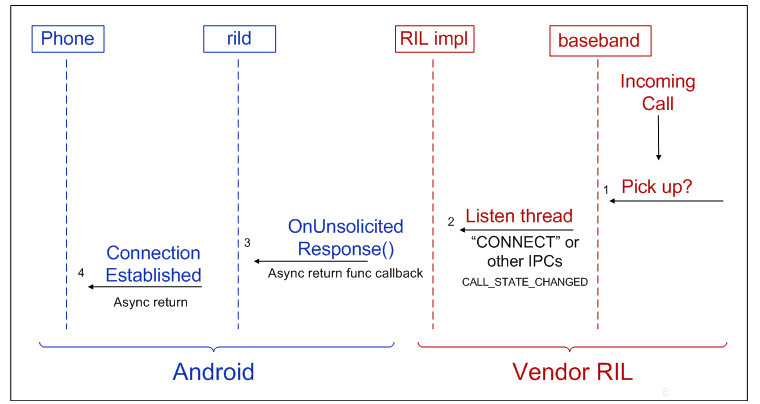 Phone
rild
RIL impl
baseband
Incoming
Call
1
Pick up?
2
Listen thread
"CONNECT" or
other IPCs
CALL_STATE_CHANGED
3
OnUnsolicited
Response()
Async return func callback
4
Connection
Established
Async return
Android
Vendor RIL
8